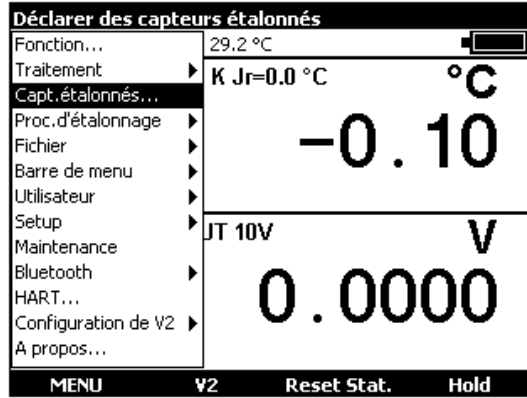 Déclarer des capteurs étalonnés
Fonction...
29.2 °C
Traitement
K Jr=0.0 °C
°C
Capt.étalonnés...
Proc.d'étalonnage
−0.10
Fichier
Barre de menu
Utilisateur
Setup
JT 10V
V
Maintenance
Bluetooth
0.0000
HART...
Configuration de V2
A propos...
MENU V2 Reset Stat. Hold